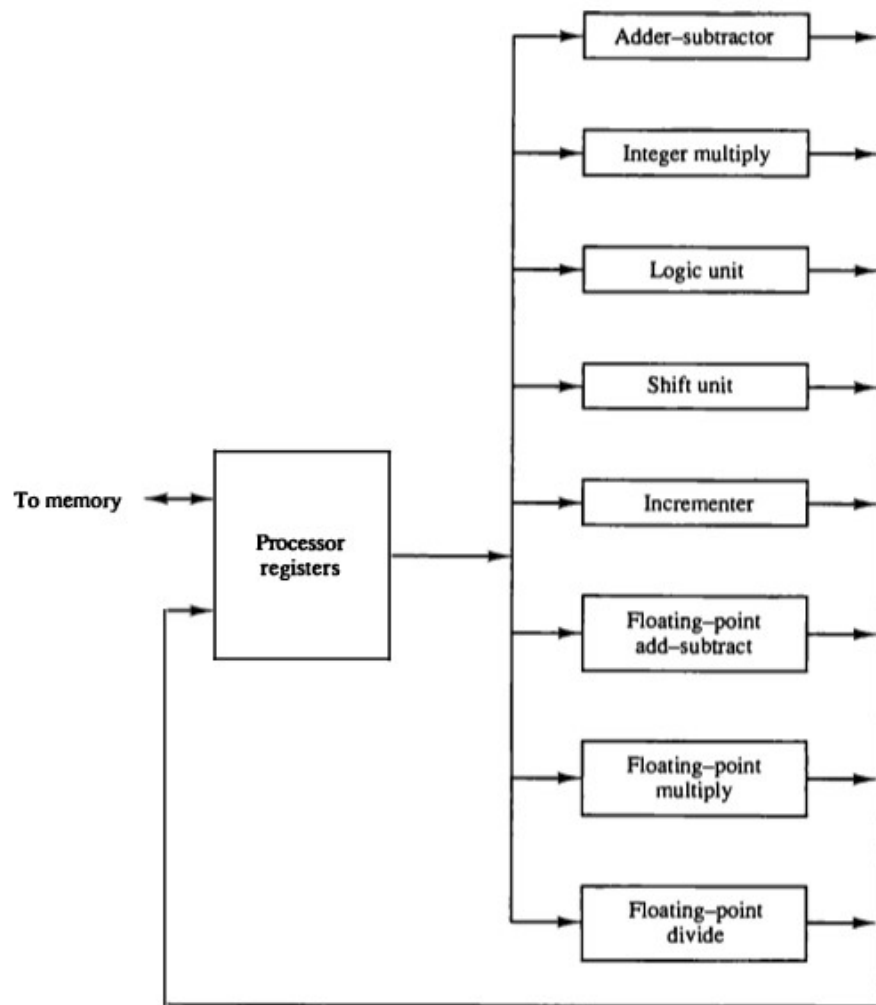 Adder–subtractor
Integer multiply
Logic unit
Shift unit
To memory
Incrementer
Processor
registers
Floating–point
add–subtract
Floating–point
multiply
Floating–point
divide